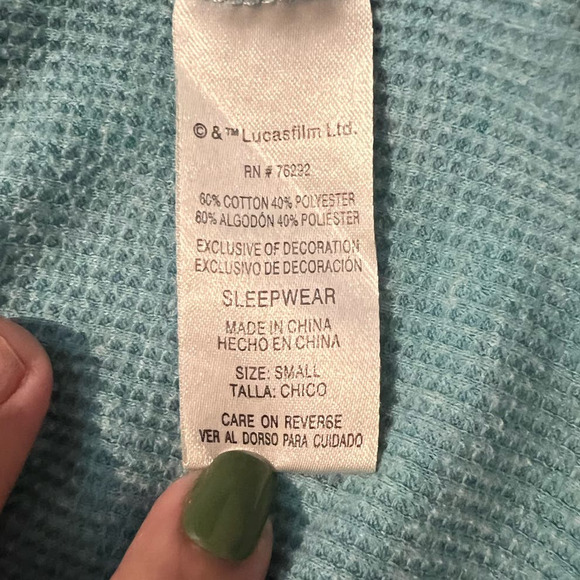 © & ™ Lucasfilm Ltd.
RN # 76292
60% COTTON 40% POLYESTER
60% ALGODÓN 40% POLIÉSTER
EXCLUSIVE OF DECORATION
EXCLUSIVO DE DECORACIÓN
SLEEPWEAR
MADE IN CHINA
HECHO EN CHINA
SIZE: SMALL
TALLA: CHICO
CARE ON REVERSE
VER AL DORSO PARA CUIDADO